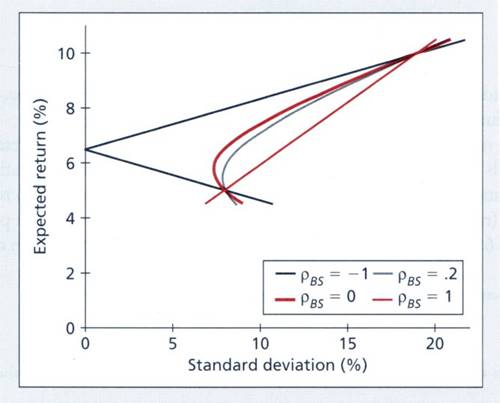 Expected return (%)
10
8
6
4
2
0
0 5 10 15 20
Standard deviation (%)
ρBS = −1 ρBS = .2
ρBS = 0 ρBS = 1